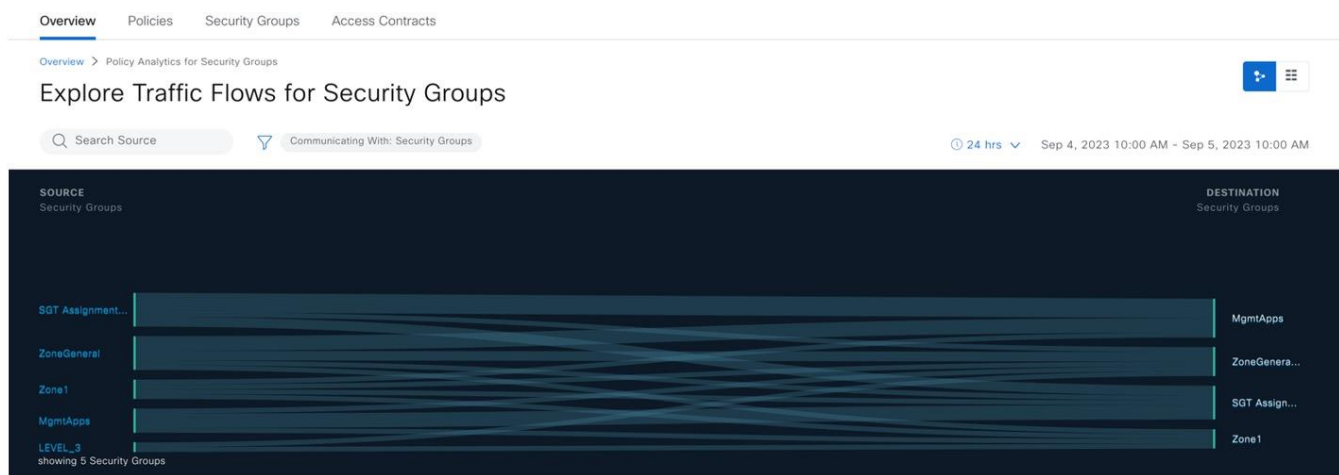 Overview Policies Security Groups Access Contracts
Overview > Policy Analytics for Security Groups
Explore Traffic Flows for Security Groups
Search Source Communicating With: Security Groups 24 hrs Sep 4, 2023 10:00 AM - Sep 5, 2023 10:00 AM
SOURCE DESTINATION
Security Groups Security Groups
SGT Assignment... MgmtApps
ZoneGeneral ZoneGenera...
Zone1 SGT Assign...
MgmtApps Zone1
LEVEL_3
showing 5 Security Groups